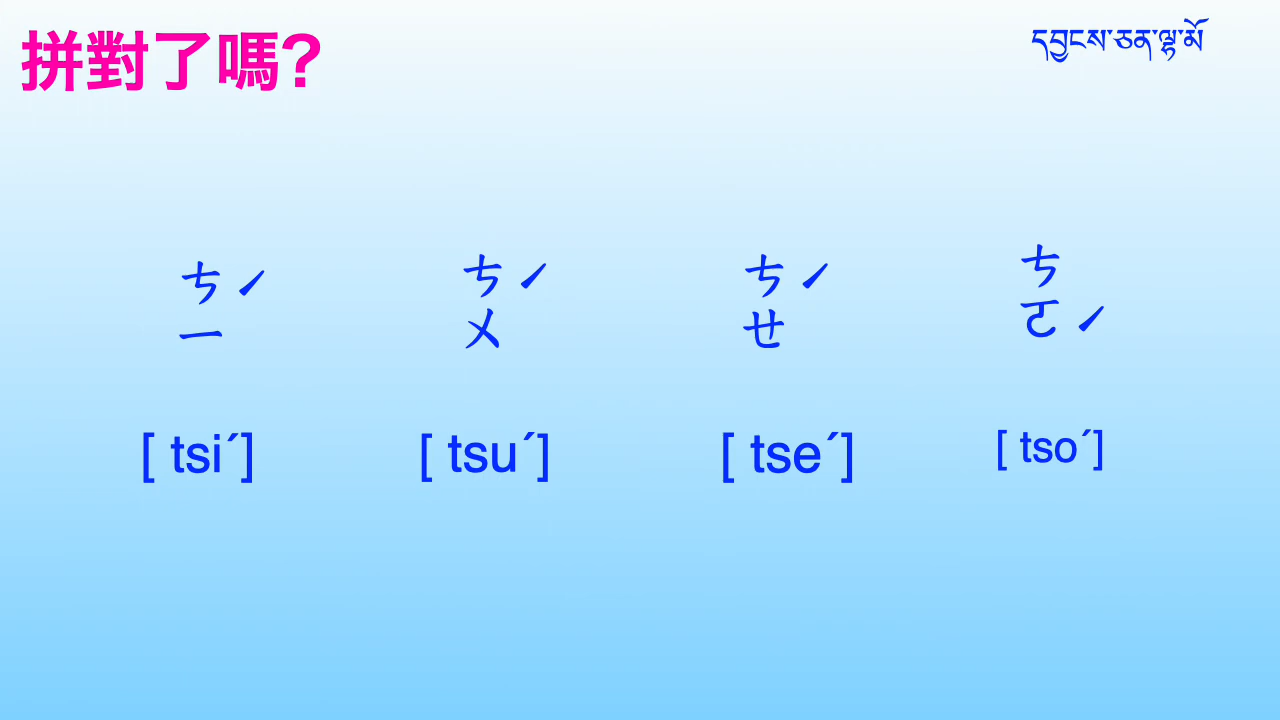 拼對了嗎?
དབྱངས་ཅན་ལྷ་མོ
ㄘˊ ㄘˊ ㄘˊ ㄘ
ㄧ ㄨ ㄝ ㄛˊ
[ tsi´] [ tsu´] [ tse´] [ tso´]